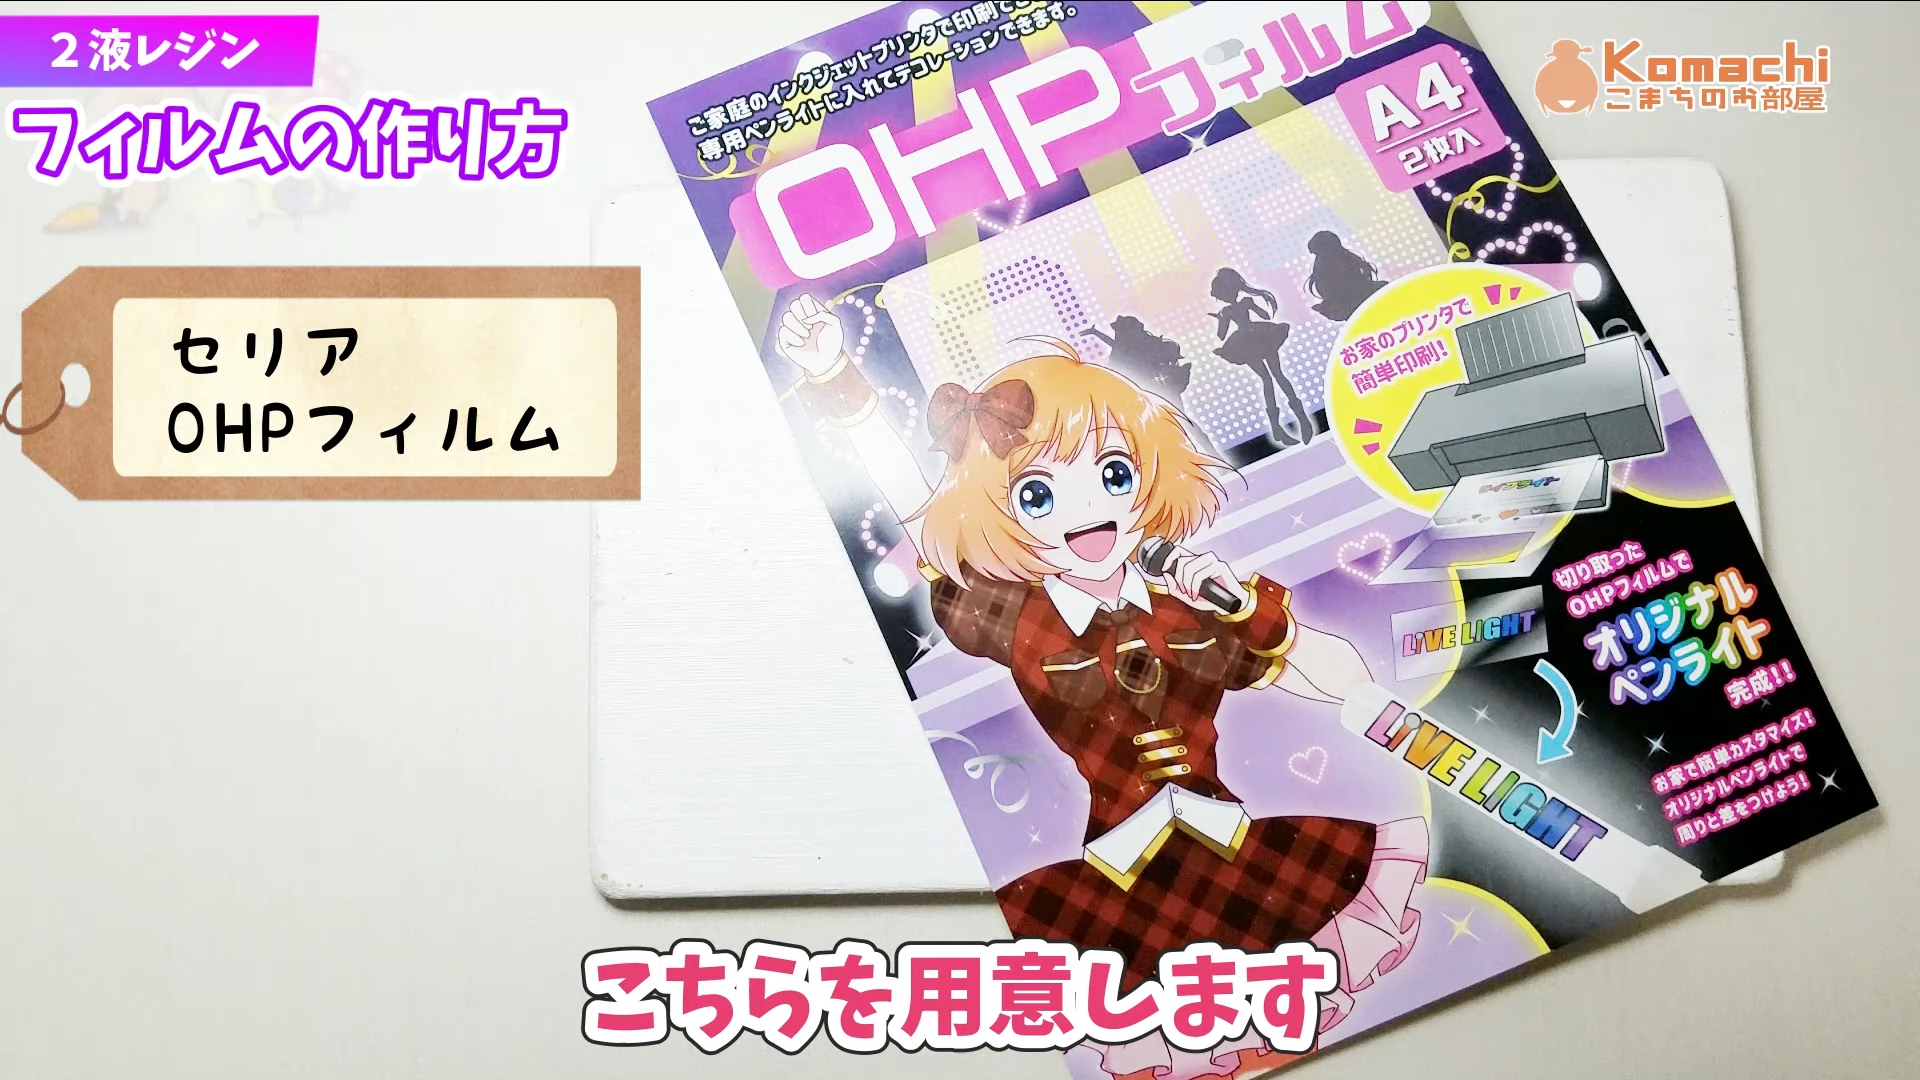 2液レジン
フィルムの作り方
Komachi
こまちのお部屋
セリア
OHPフィルム
ご家庭のインクジェットプリンタで印刷でき
専用ペンライトに入れてデコレーションできます。
OHPフィルム
A4
2枚入
お家のプリンタで
簡単印刷!
ライブライト
切り取った
OHPフィルムで
オリジナル
ペンライト
完成!!
LIVE LIGHT
LIVE LIGHT
お家で簡単カスタマイズ!
オリジナルペンライトで
周りと差をつけよう!
こちらを用意します